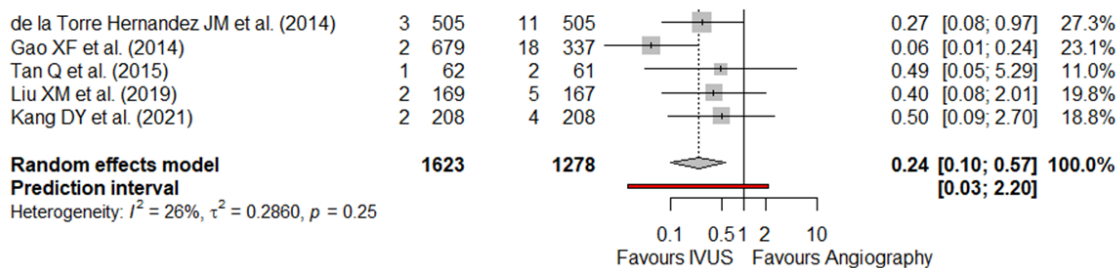 de la Torre Hernandez JM et al. (2014) 3 505 11 505 0.27 [0.08; 0.97] 27.3%
Gao XF et al. (2014) 2 679 18 337 0.06 [0.01; 0.24] 23.1%
Tan Q et al. (2015) 1 62 2 61 0.49 [0.05; 5.29] 11.0%
Liu XM et al. (2019) 2 169 5 167 0.40 [0.08; 2.01] 19.8%
Kang DY et al. (2021) 2 208 4 208 0.50 [0.09; 2.70] 18.8%
Random effects model 1623 1278 0.24 [0.10; 0.57] 100.0%
Prediction interval [0.03; 2.20]
Heterogeneity: I² = 26%, τ² = 0.2860, p = 0.25
0.1 0.5 1 2 10
Favours IVUS Favours Angiography